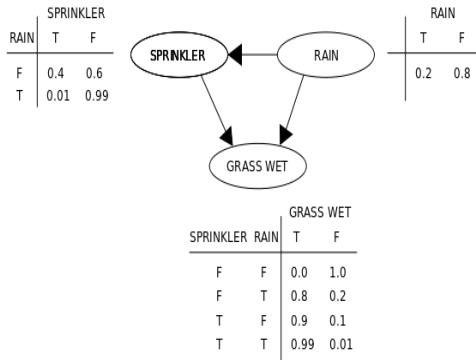 SPRINKLER
RAIN T F
F 0.4 0.6
T 0.01 0.99
SPRINKLER
RAIN
RAIN
T F
0.2 0.8
GRASS WET
GRASS WET
SPRINKLER RAIN T F
F F 0.0 1.0
F T 0.8 0.2
T F 0.9 0.1
T T 0.99 0.01